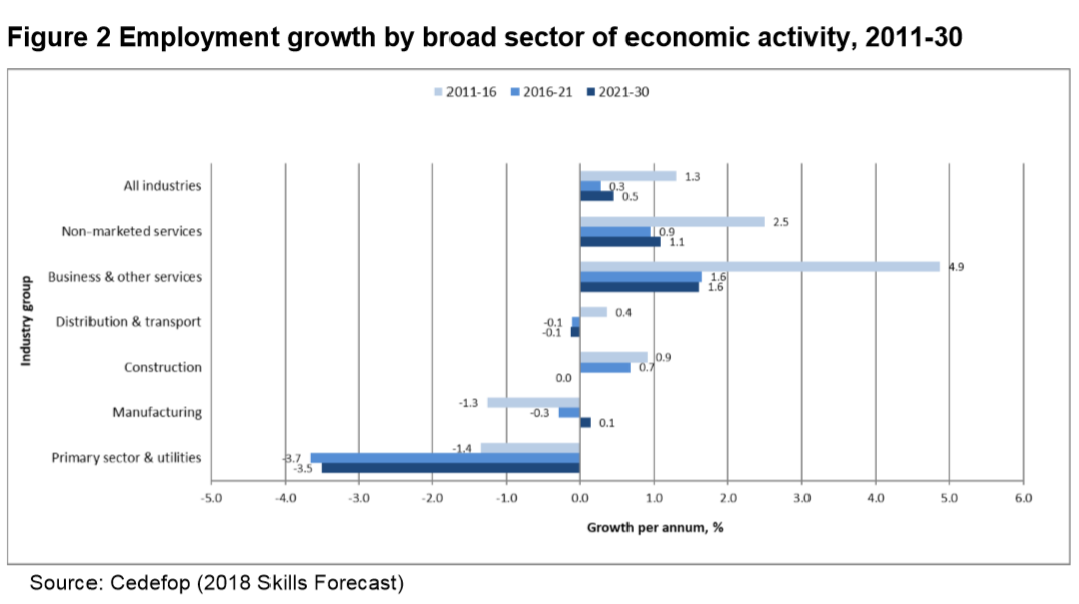 Figure 2 Employment growth by broad sector of economic activity, 2011-30
2011-16 2016-21 2021-30
All industries
1.3
0.3
0.5
Non-marketed services
2.5
0.9
1.1
Business & other services
4.9
1.6
1.6
Distribution & transport
0.4
-0.1
-0.1
Construction
0.9
0.7
0.0
Manufacturing
-1.3
-0.3
0.1
Primary sector & utilities
-1.4
-3.7
-3.5
Industry group
-5.0 -4.0 -3.0 -2.0 -1.0 0.0 1.0 2.0 3.0 4.0 5.0 6.0
Growth per annum, %
Source: Cedefop (2018 Skills Forecast)